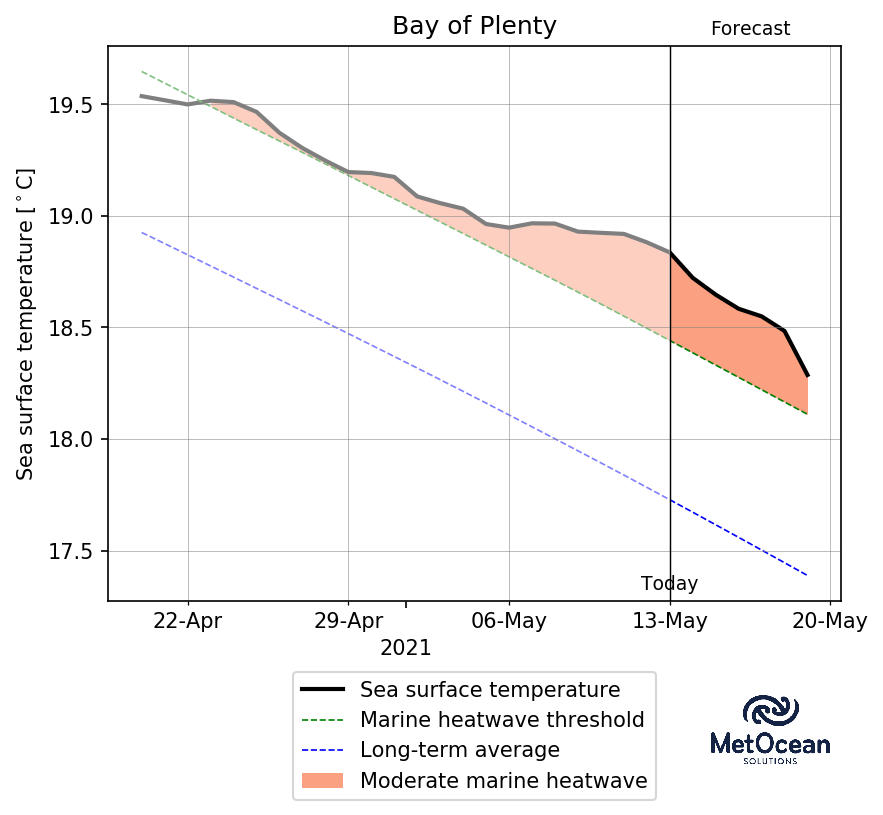 Bay of Plenty
Forecast
Sea surface temperature [°C]
19.5
19.0
18.5
18.0
17.5
Today
22-Apr 29-Apr 06-May 13-May 20-May
2021
Sea surface temperature
Marine heatwave threshold
Long-term average
Moderate marine heatwave
MetOcean
SOLUTIONS